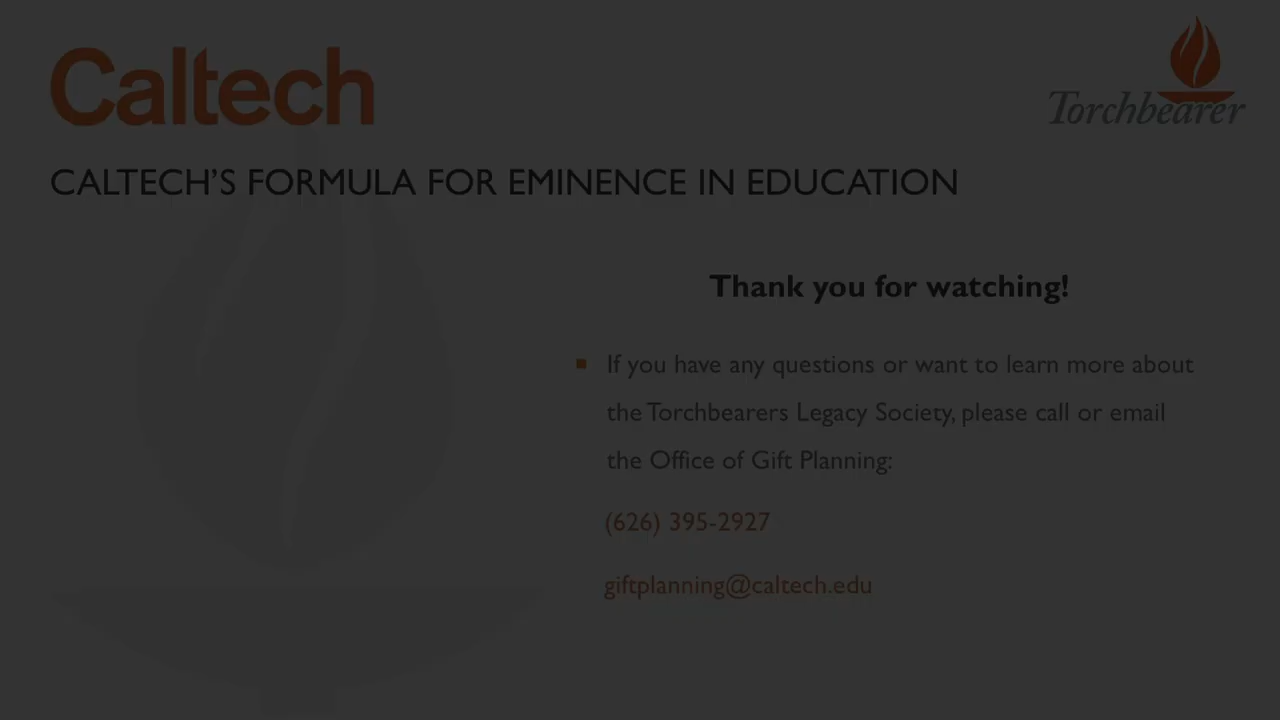 Caltech
Torchbearer
CALTECH’S FORMULA FOR EMINENCE IN EDUCATION
Thank you for watching!
▪ If you have any questions or want to learn more about
the Torchbearers Legacy Society, please call or email
the Office of Gift Planning:
(626) 395-2927
giftplanning@caltech.edu